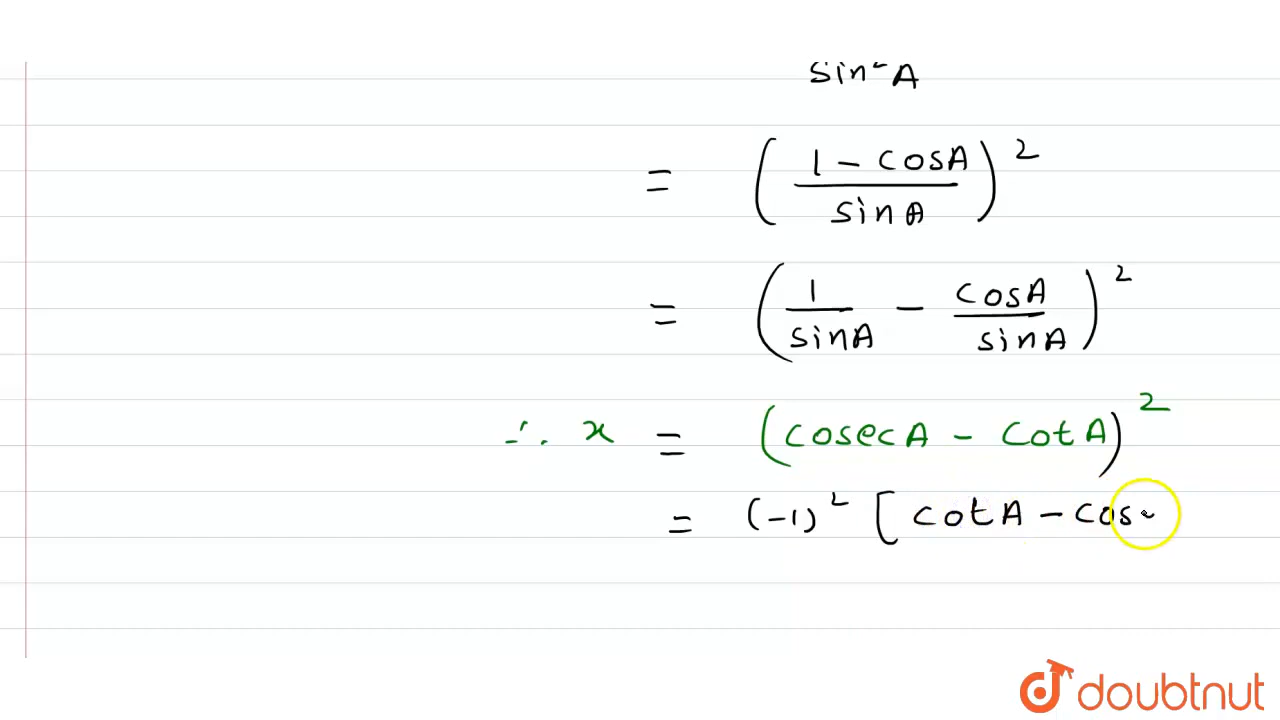 sin²A
= ( (1 - cosA) / sinA )²
= ( 1/sinA - cosA/sinA )²
∴ x = (cosecA - cotA)²
= (-1)² [ cotA - cos
doubtnut